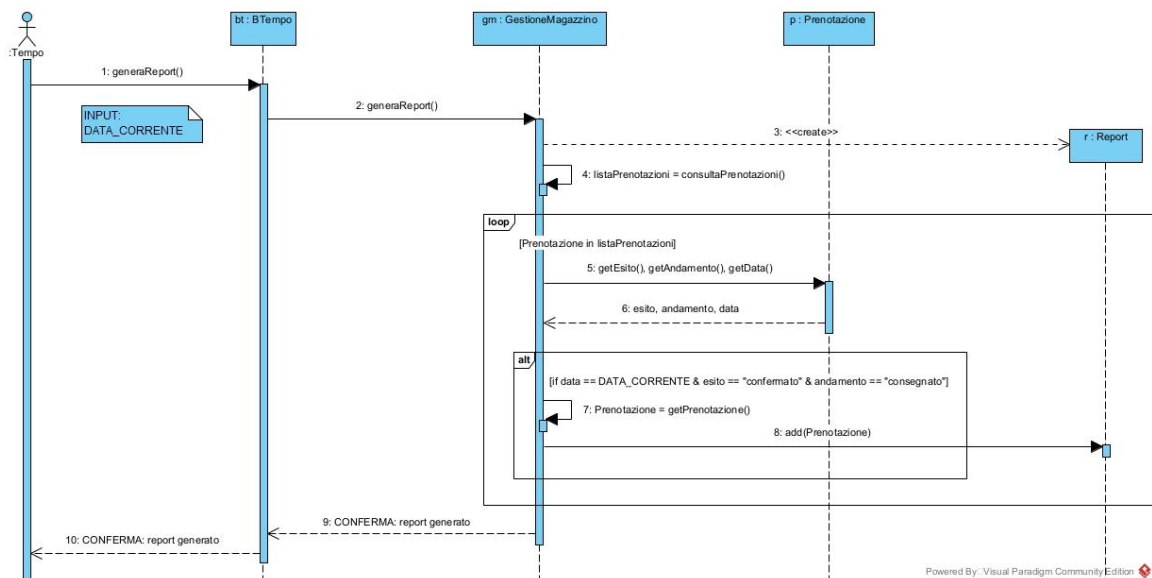 bt : BTempo
gm : GestioneMagazzino
p : Prenotazione
:Tempo
1: generaReport()
INPUT:
DATA_CORRENTE
2: generaReport()
3: <<create>>
r : Report
4: listaPrenotazioni = consultaPrenotazioni()
loop
[Prenotazione in listaPrenotazioni]
5: getEsito(), getAndamento(), getData()
6: esito, andamento, data
alt
[if data == DATA_CORRENTE & esito == "confermato" & andamento == "consegnato"]
7: Prenotazione = getPrenotazione()
8: add(Prenotazione)
9: CONFERMA: report generato
10: CONFERMA: report generato
Powered By: Visual Paradigm Community Edition